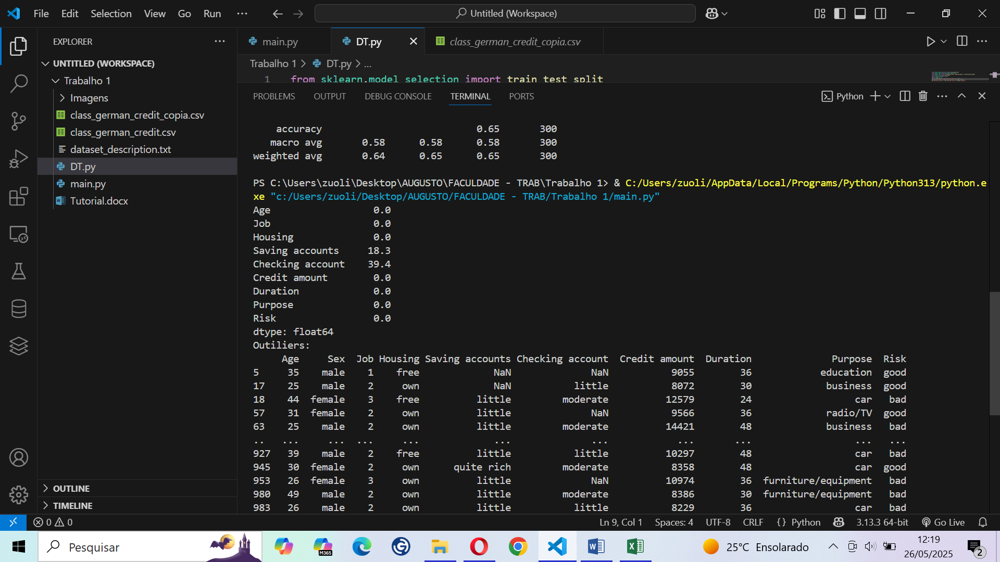 File Edit Selection View Go Run ...
Untitled (Workspace)
EXPLORER
UNTITLED (WORKSPACE)
Trabalho 1
Imagens
class_german_credit_copia.csv
class_german_credit.csv
dataset_description.txt
DT.py
main.py
Tutorial.docx
OUTLINE
TIMELINE
main.py DT.py class_german_credit_copia.csv
Trabalho 1 > DT.py > ...
1 from sklearn.model_selection import train_test_split
PROBLEMS OUTPUT DEBUG CONSOLE TERMINAL PORTS Python
accuracy 0.65 300
macro avg 0.58 0.58 0.58 300
weighted avg 0.64 0.65 0.65 300
PS C:\Users\zuoli\Desktop\AUGUSTO\FACULDADE - TRAB\Trabalho 1> & C:/Users/zuoli/AppData/Local/Programs/Python/Python313/python.e
xe "c:/Users/zuoli/Desktop/AUGUSTO/FACULDADE - TRAB/Trabalho 1/main.py"
Age 0.0
Job 0.0
Housing 0.0
Saving accounts 18.3
Checking account 39.4
Credit amount 0.0
Duration 0.0
Purpose 0.0
Risk 0.0
dtype: float64
Outiliers:
Age Sex Job Housing Saving accounts Checking account Credit amount Duration Purpose Risk
5 35 male 1 free NaN NaN 9055 36 education good
17 25 male 2 own NaN little 8072 30 business good
18 44 female 3 free little moderate 12579 24 car bad
57 31 female 2 own little NaN 9566 36 radio/TV good
63 25 male 2 own little moderate 14421 48 business bad
.. ... ... ... ... ... ... ... ... ... ...
927 39 male 2 free little little 10297 48 car bad
945 30 female 2 own quite rich moderate 8358 48 car good
953 26 female 3 own little NaN 10974 36 furniture/equipment bad
980 49 male 2 own little moderate 8386 30 furniture/equipment bad
983 26 male 2 own little little 8229 36 car bad
0 0 Ln 9, Col 1 Spaces: 4 UTF-8 CRLF {} Python 3.13.3 64-bit Go Live
Pesquisar M365 25°C Ensolarado 12:19
26/05/2025 2